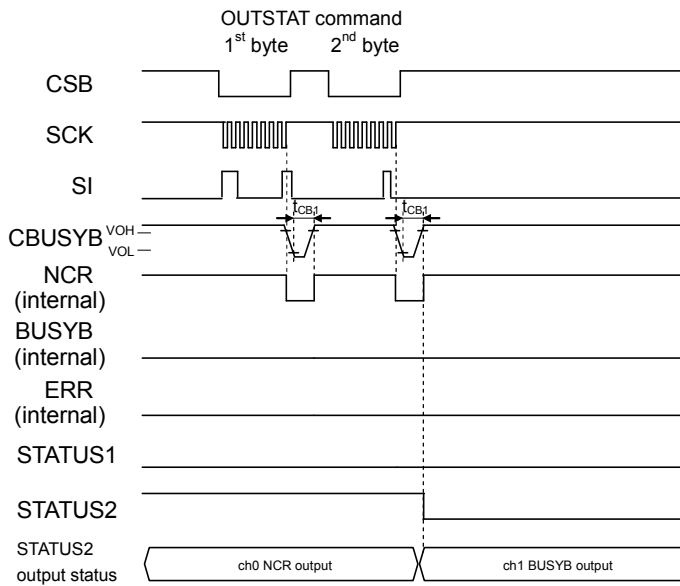 OUTSTAT command
1st byte 2nd byte
CSB
SCK
SI
tCB1 tCB1
CBUSYB VOH
VOL
NCR
(internal)
BUSYB
(internal)
ERR
(internal)
STATUS1
STATUS2
STATUS2
output status
ch0 NCR output ch1 BUSYB output